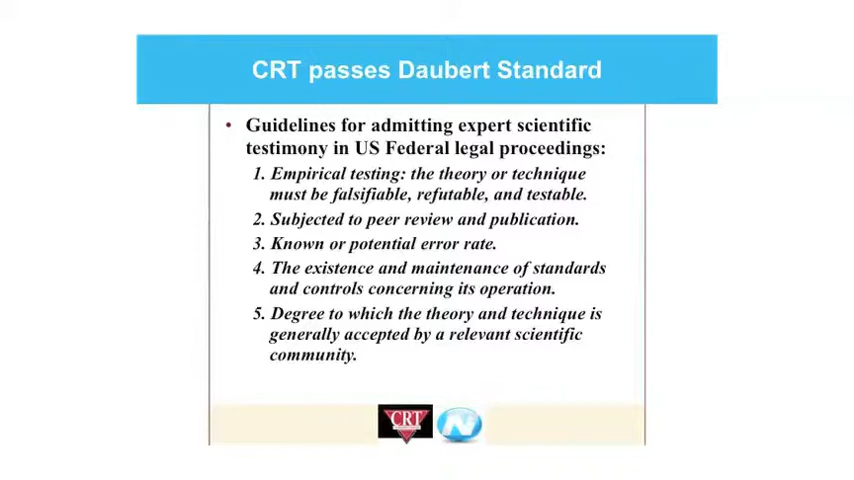 CRT passes Daubert Standard
• Guidelines for admitting expert scientific
testimony in US Federal legal proceedings:
1. Empirical testing: the theory or technique
must be falsifiable, refutable, and testable.
2. Subjected to peer review and publication.
3. Known or potential error rate.
4. The existence and maintenance of standards
and controls concerning its operation.
5. Degree to which the theory and technique is
generally accepted by a relevant scientific
community.
CRT N